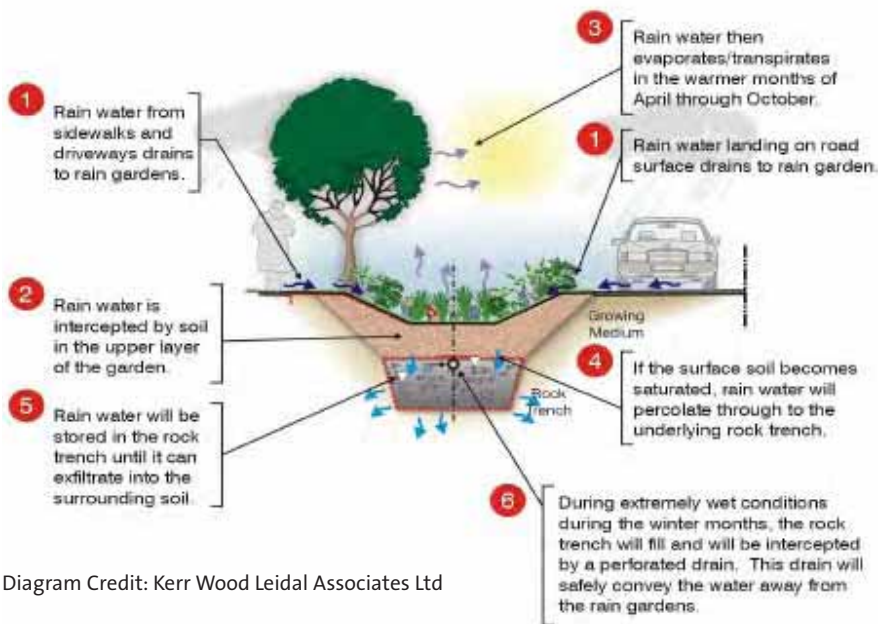 1
Rain water from
sidewalks and
driveways drains
to rain gardens.
3
Rain water then
evaporates/transpirates
in the warmer months of
April through October.
1
Rain water landing on road
surface drains to rain garden.
2
Rain water is
intercepted by soil
in the upper layer
of the garden.
Growing
Medium
4
If the surface soil becomes
saturated, rain water will
percolate through to the
underlying rock trench.
5
Rain water will be
stored in the rock
trench until it can
exfiltrate into the
surrounding soil.
Rock
Trench
6
During extremely wet conditions
during the winter months, the rock
trench will fill and will be intercepted
by a perforated drain. This drain will
safely convey the water away from
the rain gardens.
Diagram Credit: Kerr Wood Leidal Associates Ltd